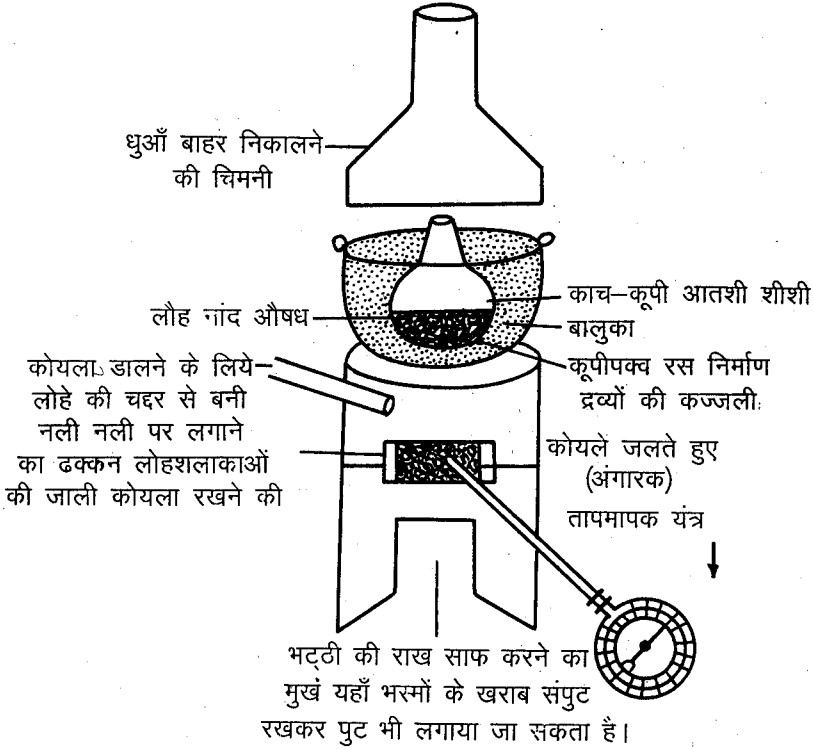 धुआँ बाहर निकालने
की चिमनी
काच–कूपी आतशी शीशी
लौह नांद औषध
बालुका
कूपीपक्व रस निर्माण
द्रव्यों की कज्जली
कोयला डालने के लिये
लोहे की चद्दर से बनी
नली नली पर लगाने
का ढक्कन लोहशलाकाओं
की जाली कोयला रखने की
कोयले जलते हुए
(अंगारक)
तापमापक यंत्र
भट्ठी की राख साफ करने का
मुखं यहाँ भस्मों के खराब संपुट
रखकर पुट भी लगाया जा सकता है।